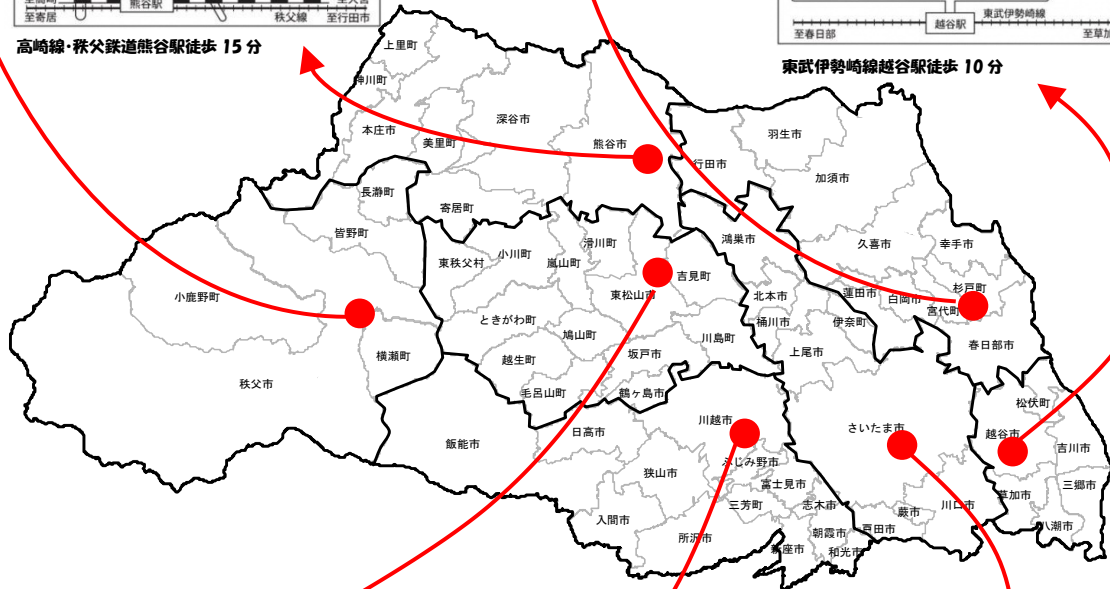 熊谷駅
秩父線
至寄居
至行田市
高崎線・秩父鉄道熊谷駅徒歩 15 分
東武伊勢崎線
越谷駅
至春日部
至草加
東武伊勢崎線越谷駅徒歩 10 分
上里町
神川町
本庄市
美里町
深谷市
熊谷市
行田市
羽生市
加須市
長瀞町
寄居町
皆野町
小鹿野町
秩父市
横瀬町
東秩父村
小川町
嵐山町
滑川町
東松山市
吉見町
ときがわ町
鳩山町
越生町
毛呂山町
坂戸市
川島町
鶴ヶ島市
鴻巣市
北本市
桶川市
上尾市
伊奈町
久喜市
幸手市
蓮田市
白岡市
杉戸町
宮代町
春日部市
飯能市
日高市
狭山市
入間市
所沢市
川越市
ふじみ野市
富士見市
三芳町
志木市
朝霞市
新座市
和光市
さいたま市
川口市
蕨市
戸田市
松伏町
越谷市
吉川市
三郷市
草加市
八潮市